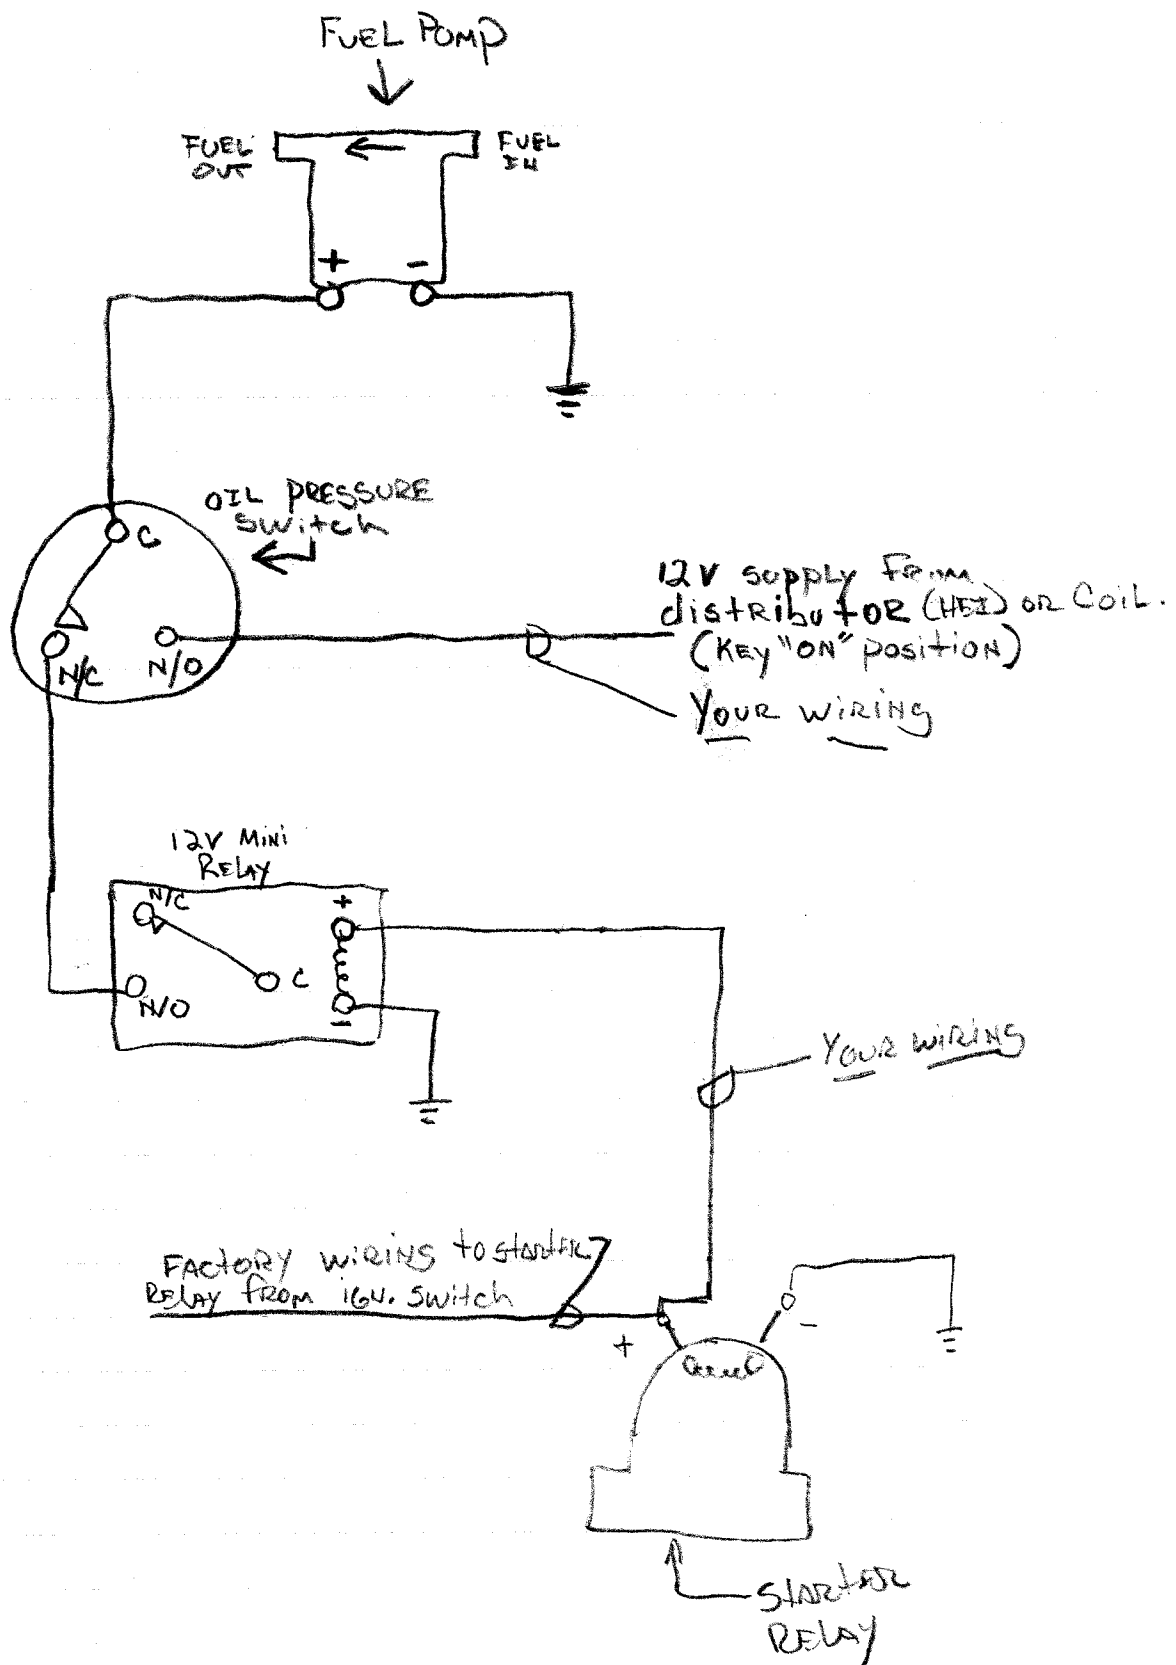 FUEL PUMP
FUEL
OUT
FUEL
IN
+
-
C
OIL PRESSURE
SWitch
N/C
N/O
12V supply From
distributOR (HEI) OR COiL.
(KEY "ON" position)
YOUR WiRING
12V MiNi
RELAY
N/C
+
C
N/O
-
YOUR WIRING
FACTORY WIRING to StARtER
RELAY FROM IGN. SWitch
+
-
StARtER
RELAY